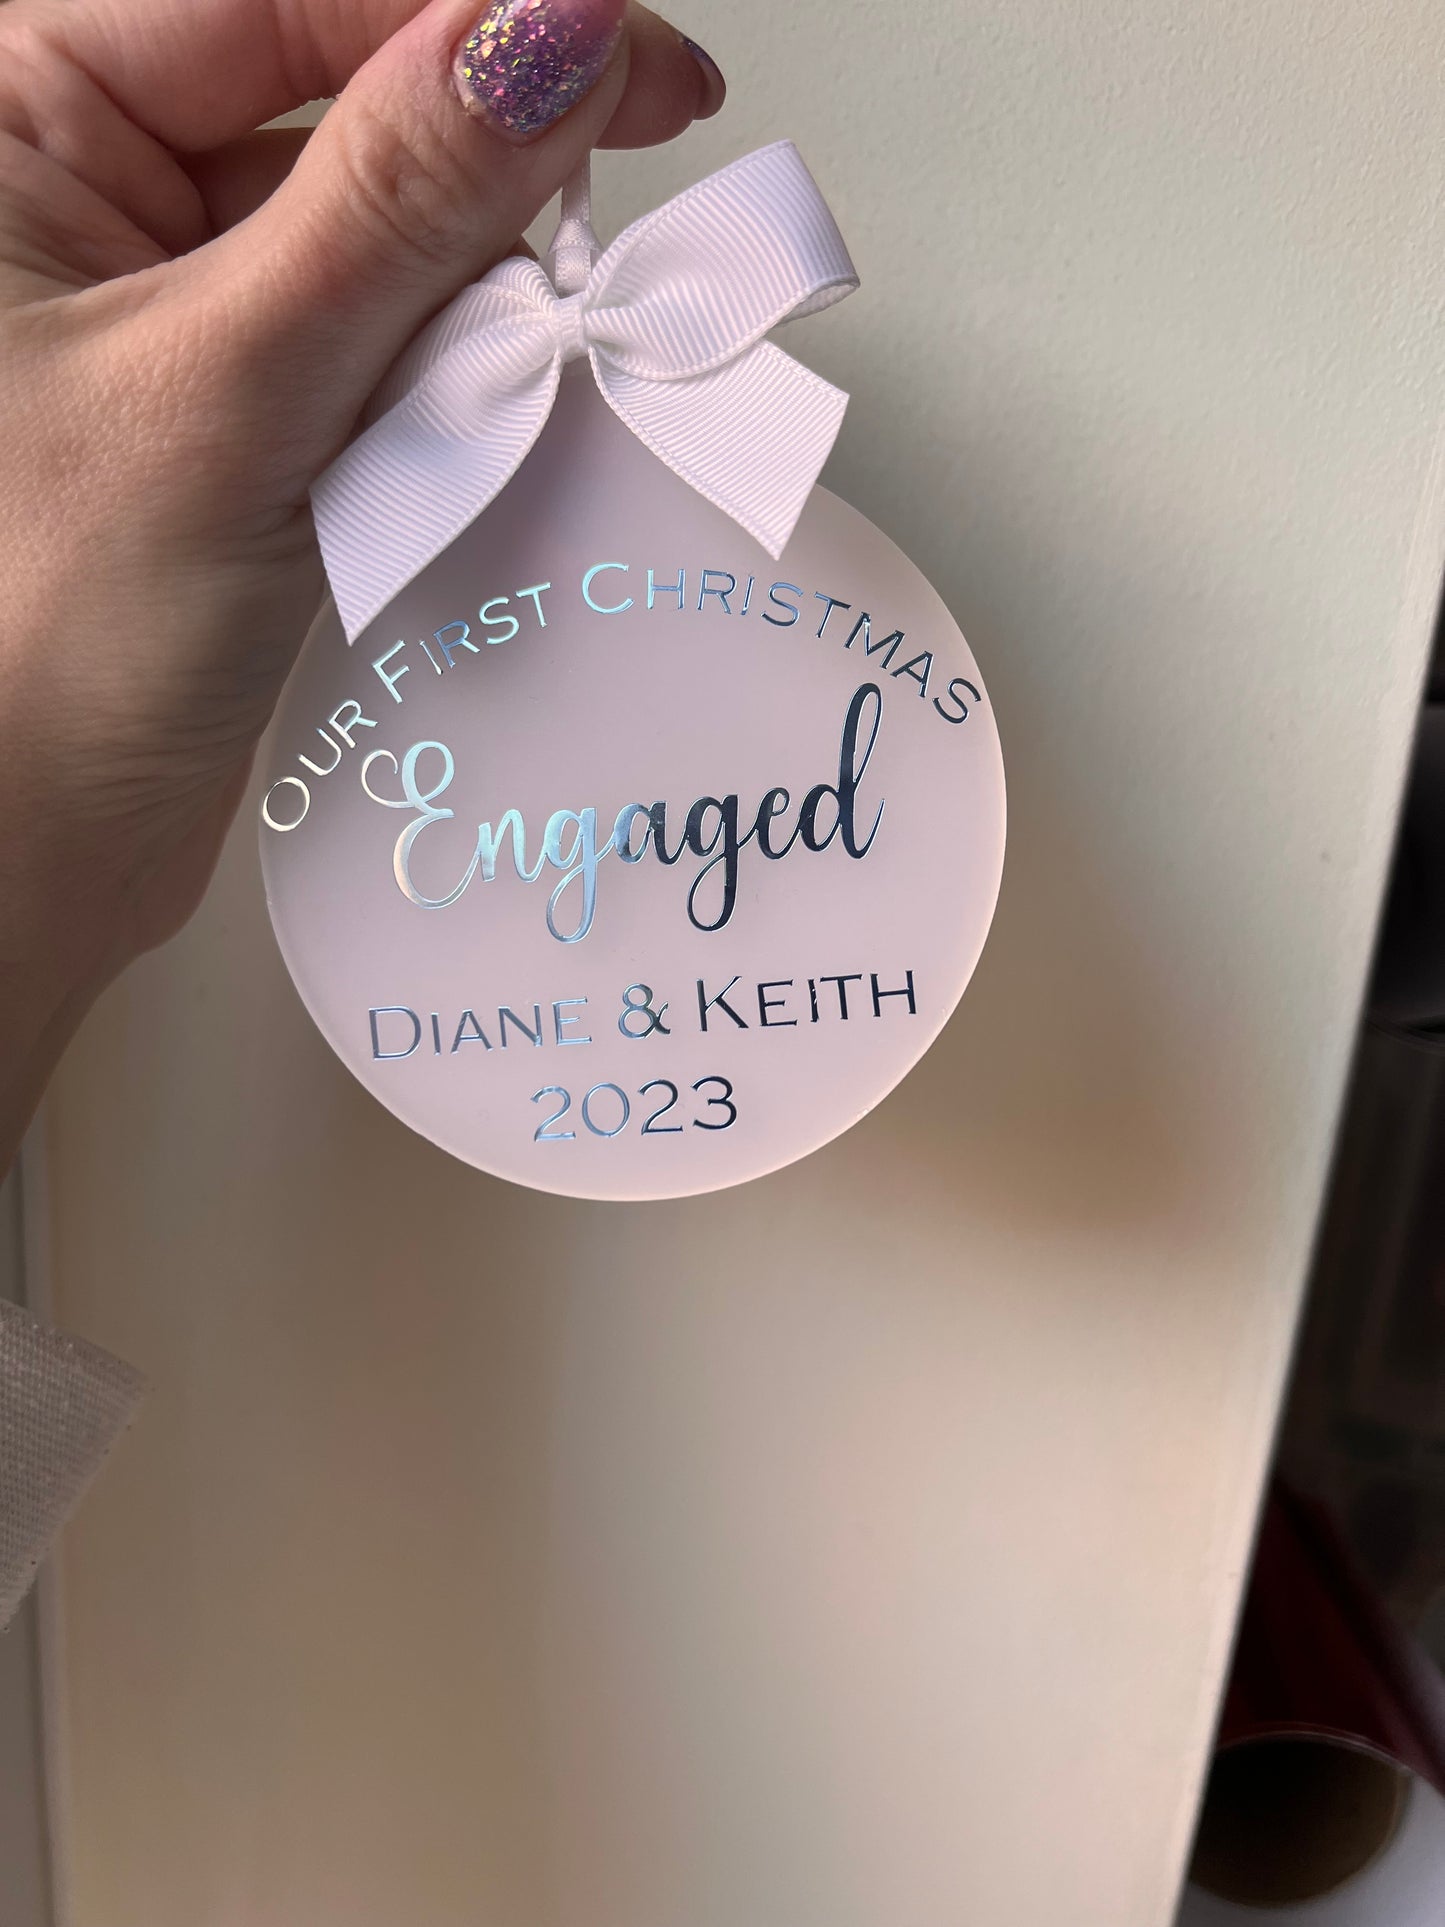 Our First Christmas
Engaged
Diane & Keith
2023